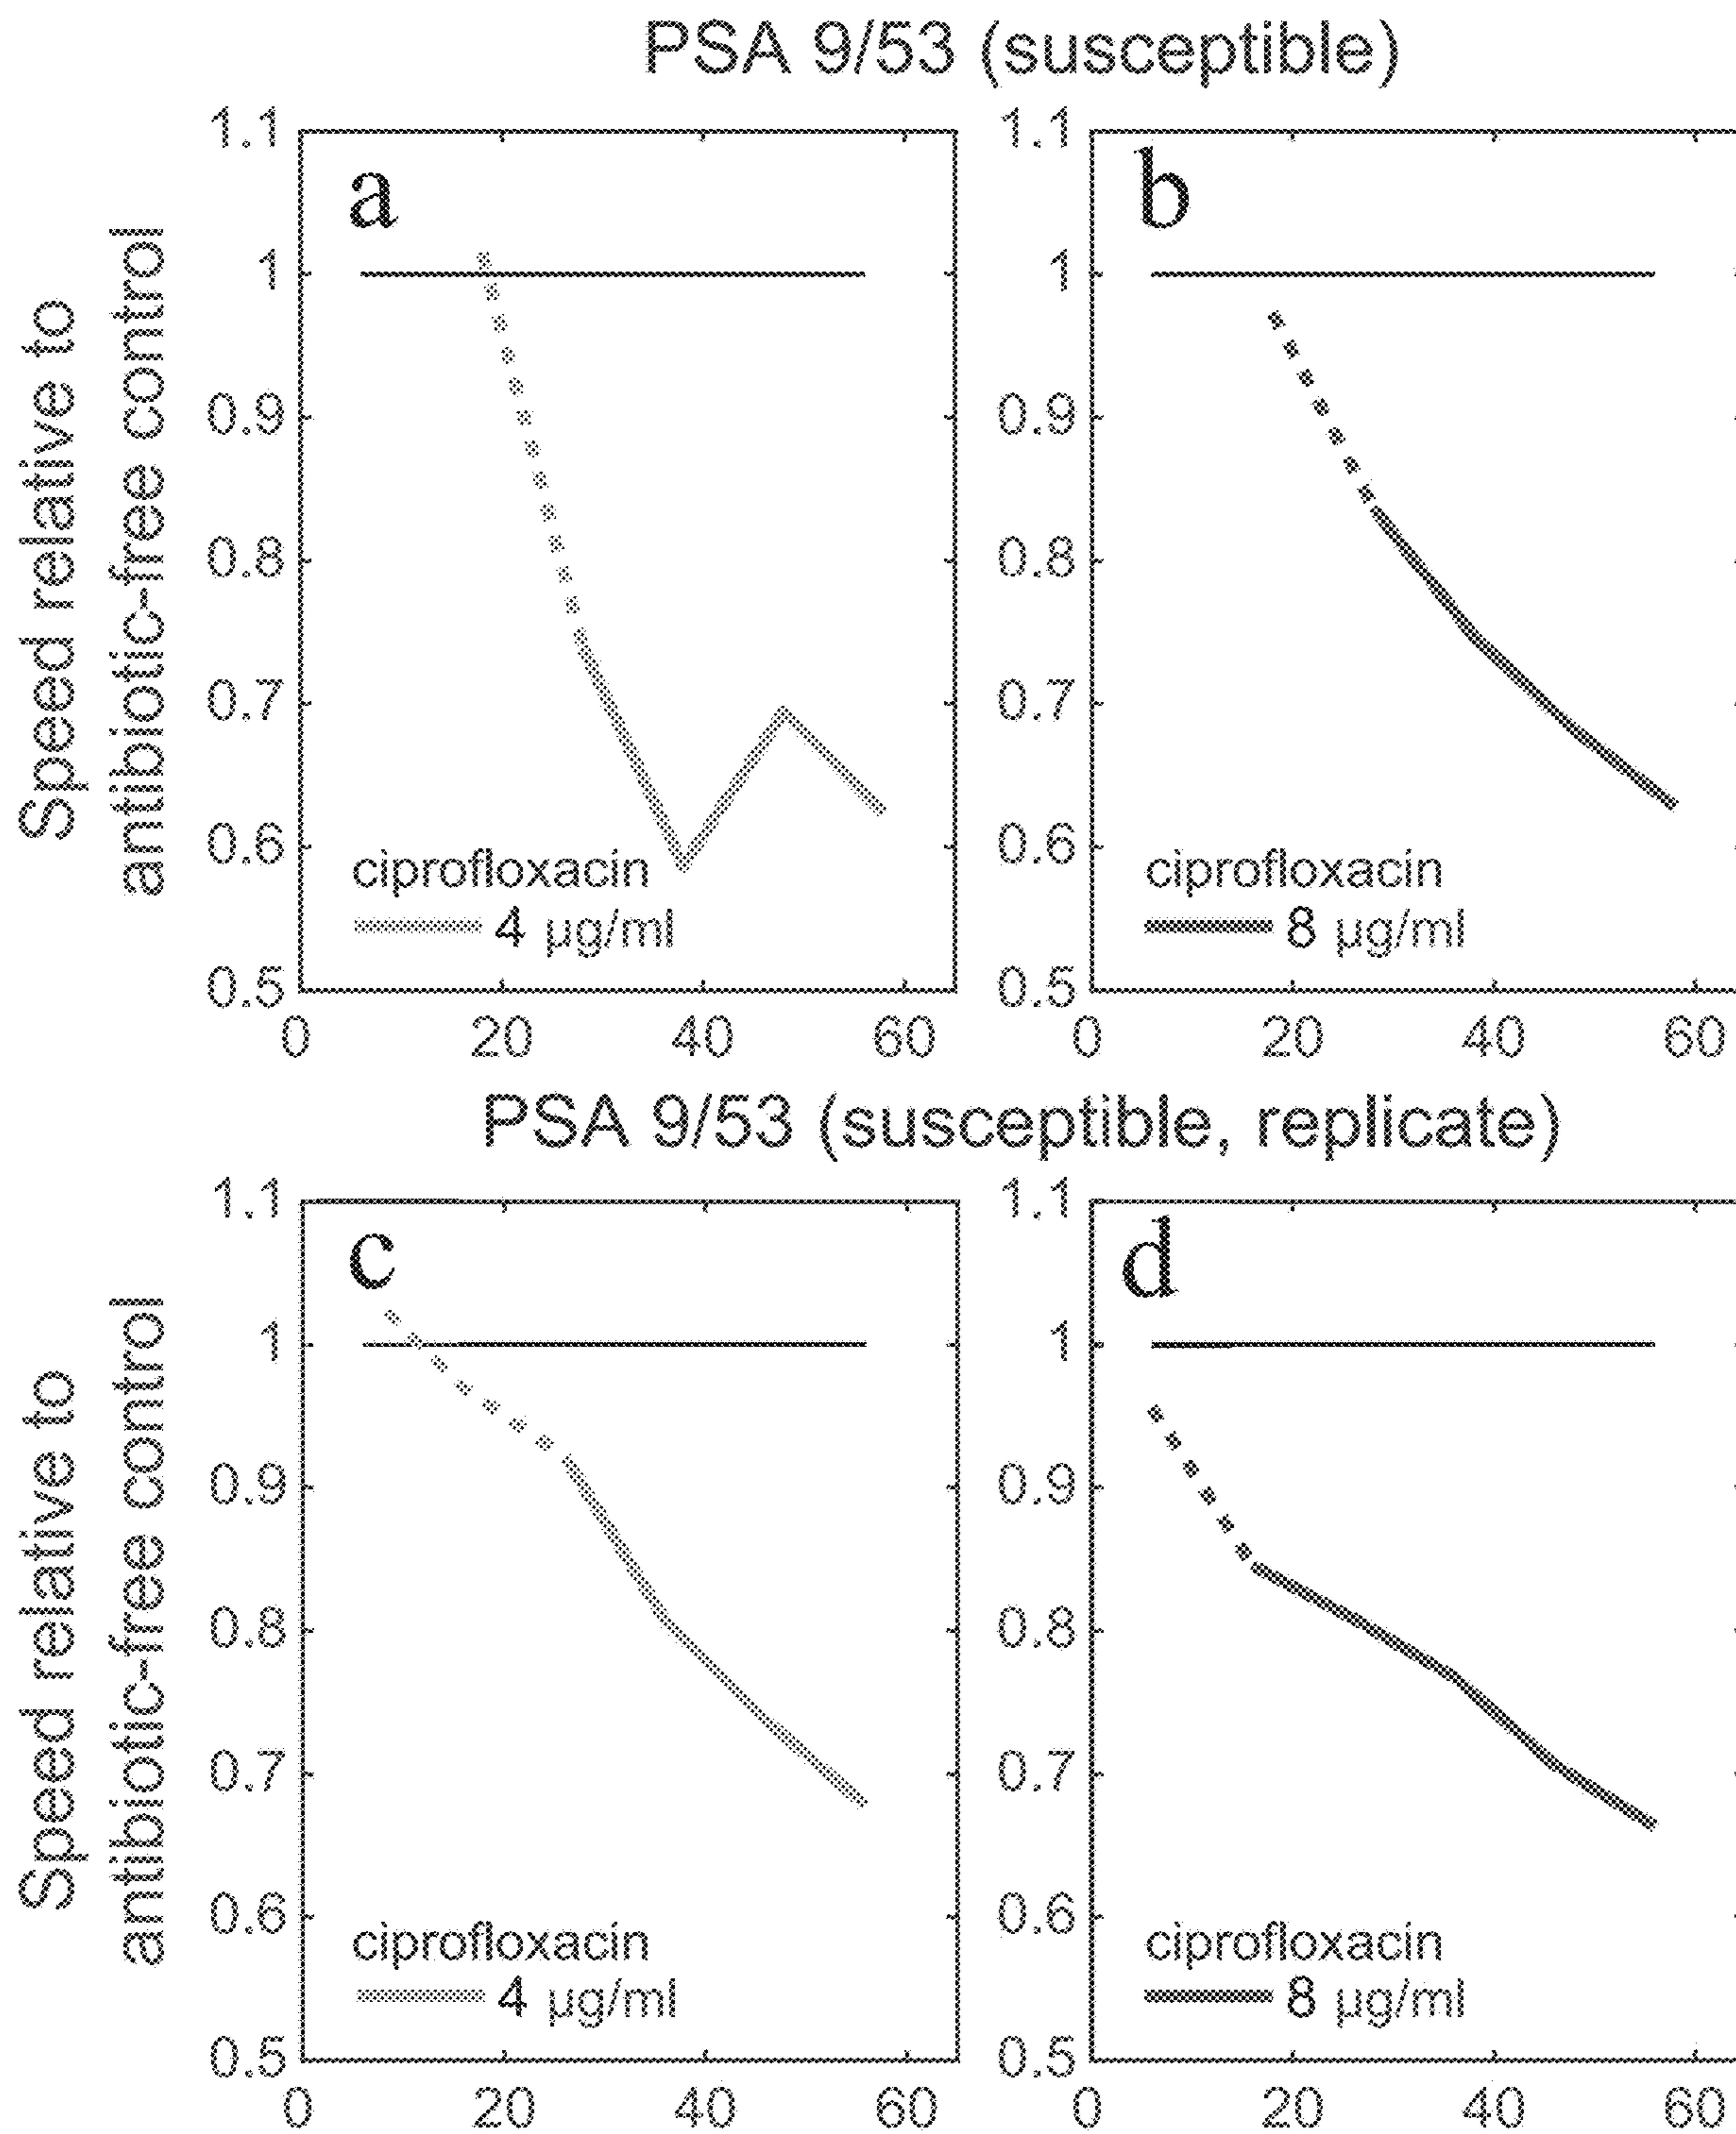 PSA 9/53 (susceptible)
Speed relative to
antibiotic-free control
1.1
1
0.9
0.8
0.7
0.6
0.5
a
ciprofloxacin
4 µg/ml
0 20 40 60
1.1
1
0.9
0.8
0.7
0.6
0.5
b
ciprofloxacin
8 µg/ml
0 20 40 60
PSA 9/53 (susceptible, replicate)
Speed relative to
antibiotic-free control
1.1
1
0.9
0.8
0.7
0.6
0.5
c
ciprofloxacin
4 µg/ml
0 20 40 60
1.1
1
0.9
0.8
0.7
0.6
0.5
d
ciprofloxacin
8 µg/ml
0 20 40 60